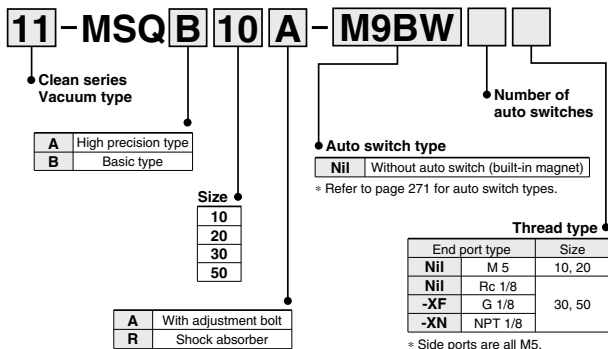 11-MSQ B 10 A - M9BW
Clean series
Vacuum type
A High precision type
B Basic type
Size
10
20
30
50
A With adjustment bolt
R Shock absorber
Number of
auto switches
Auto switch type
Nil Without auto switch (built-in magnet)
* Refer to page 271 for auto switch types.
Thread type
End port type Size
Nil M 5 10, 20
Nil Rc 1/8
-XF G 1/8 30, 50
-XN NPT 1/8
* Side ports are all M5.